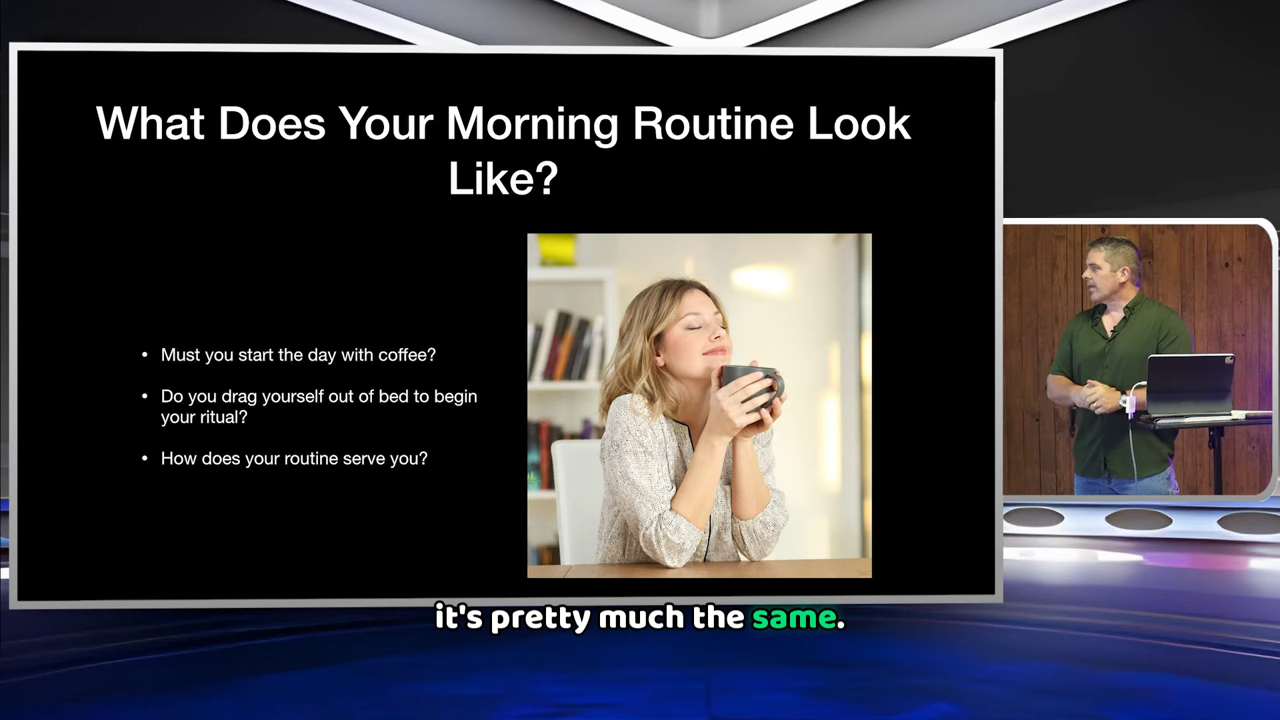 What Does Your Morning Routine Look
Like?
• Must you start the day with coffee?
• Do you drag yourself out of bed to begin
your ritual?
• How does your routine serve you?
it's pretty much the same.